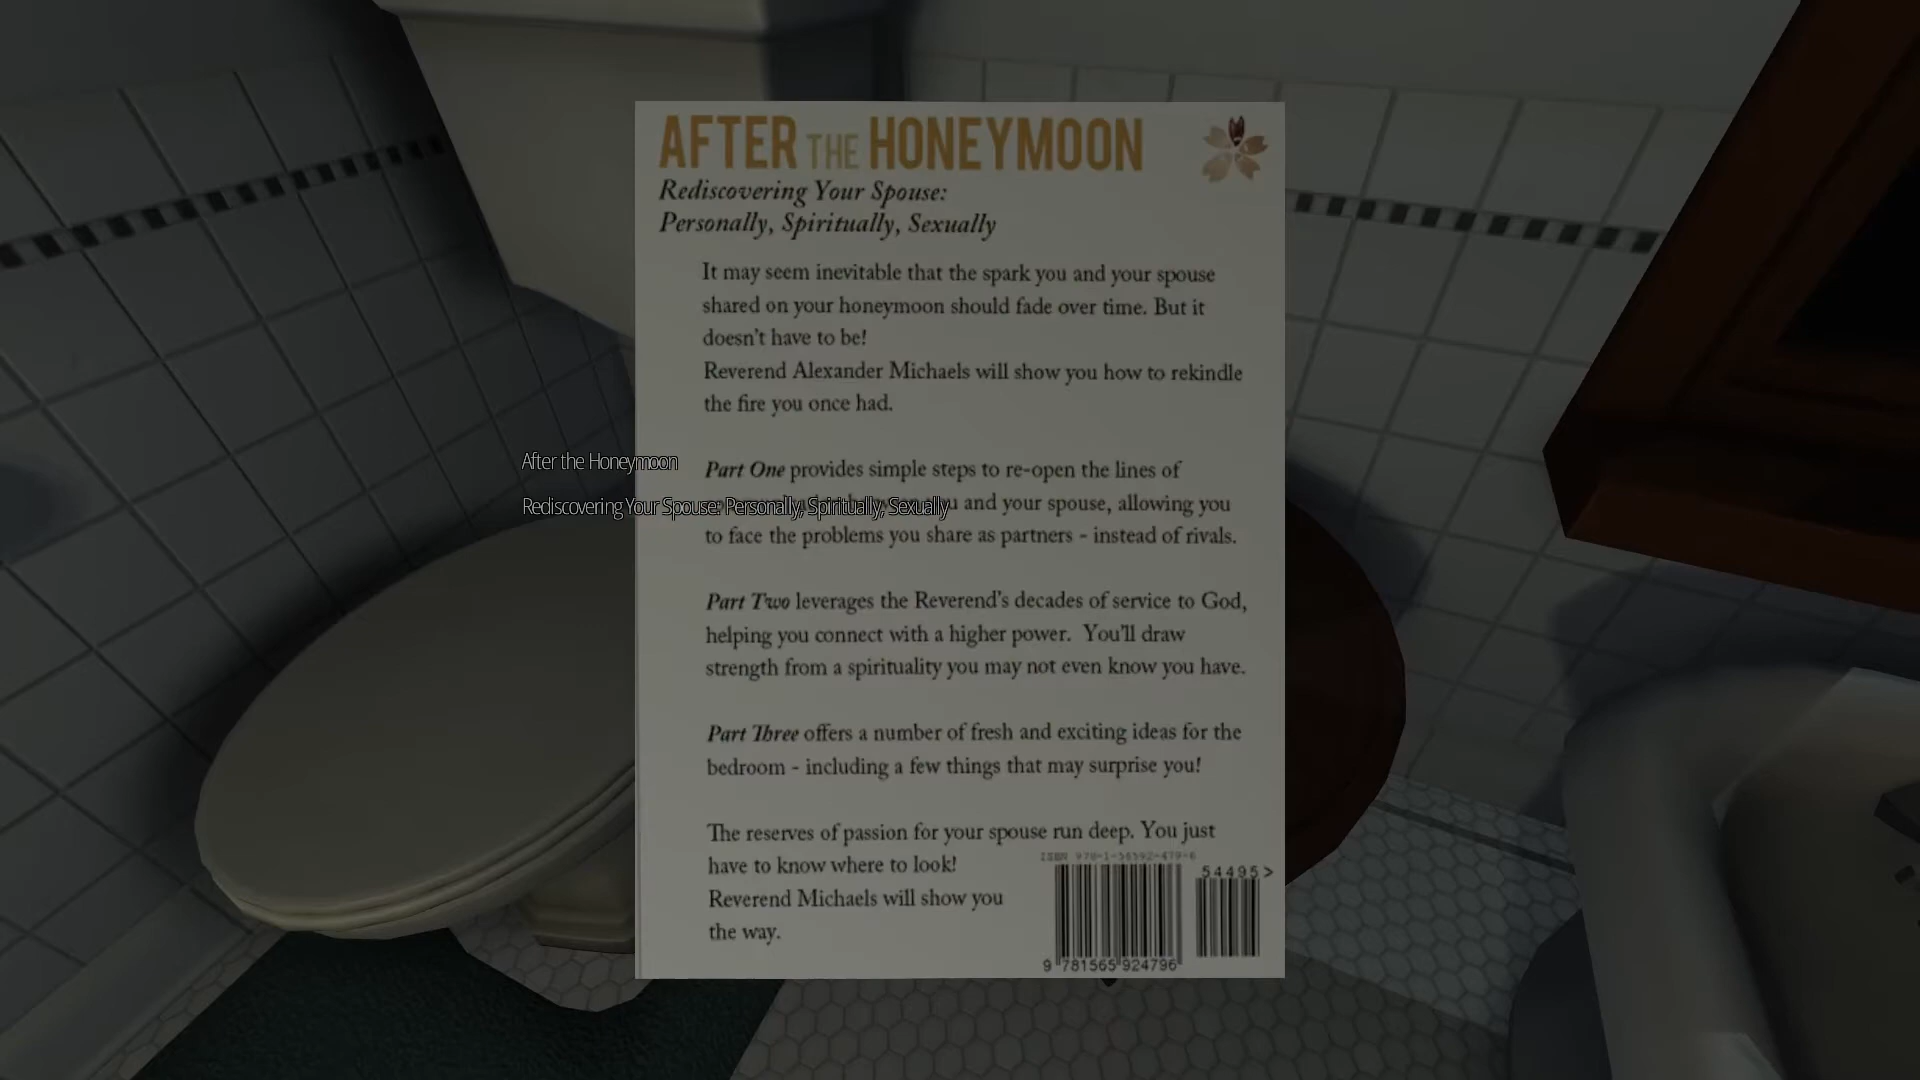 AFTER THE HONEYMOON
Rediscovering Your Spouse:
Personally, Spiritually, Sexually
It may seem inevitable that the spark you and your spouse
shared on your honeymoon should fade over time. But it
doesn't have to be!
Reverend Alexander Michaels will show you how to rekindle
the fire you once had.
After the Honeymoon
Part One provides simple steps to re-open the lines of
Rediscovering Your Spouse: Personally, Spiritually, Sexually
and your spouse, allowing you
to face the problems you share as partners - instead of rivals.
Part Two leverages the Reverend's decades of service to God,
helping you connect with a higher power. You'll draw
strength from a spirituality you may not even know you have.
Part Three offers a number of fresh and exciting ideas for the
bedroom - including a few things that may surprise you!
The reserves of passion for your spouse run deep. You just
have to know where to look!
Reverend Michaels will show you
the way.
ISBN 978-1-56592-479-6
54495>
9 781565 924796